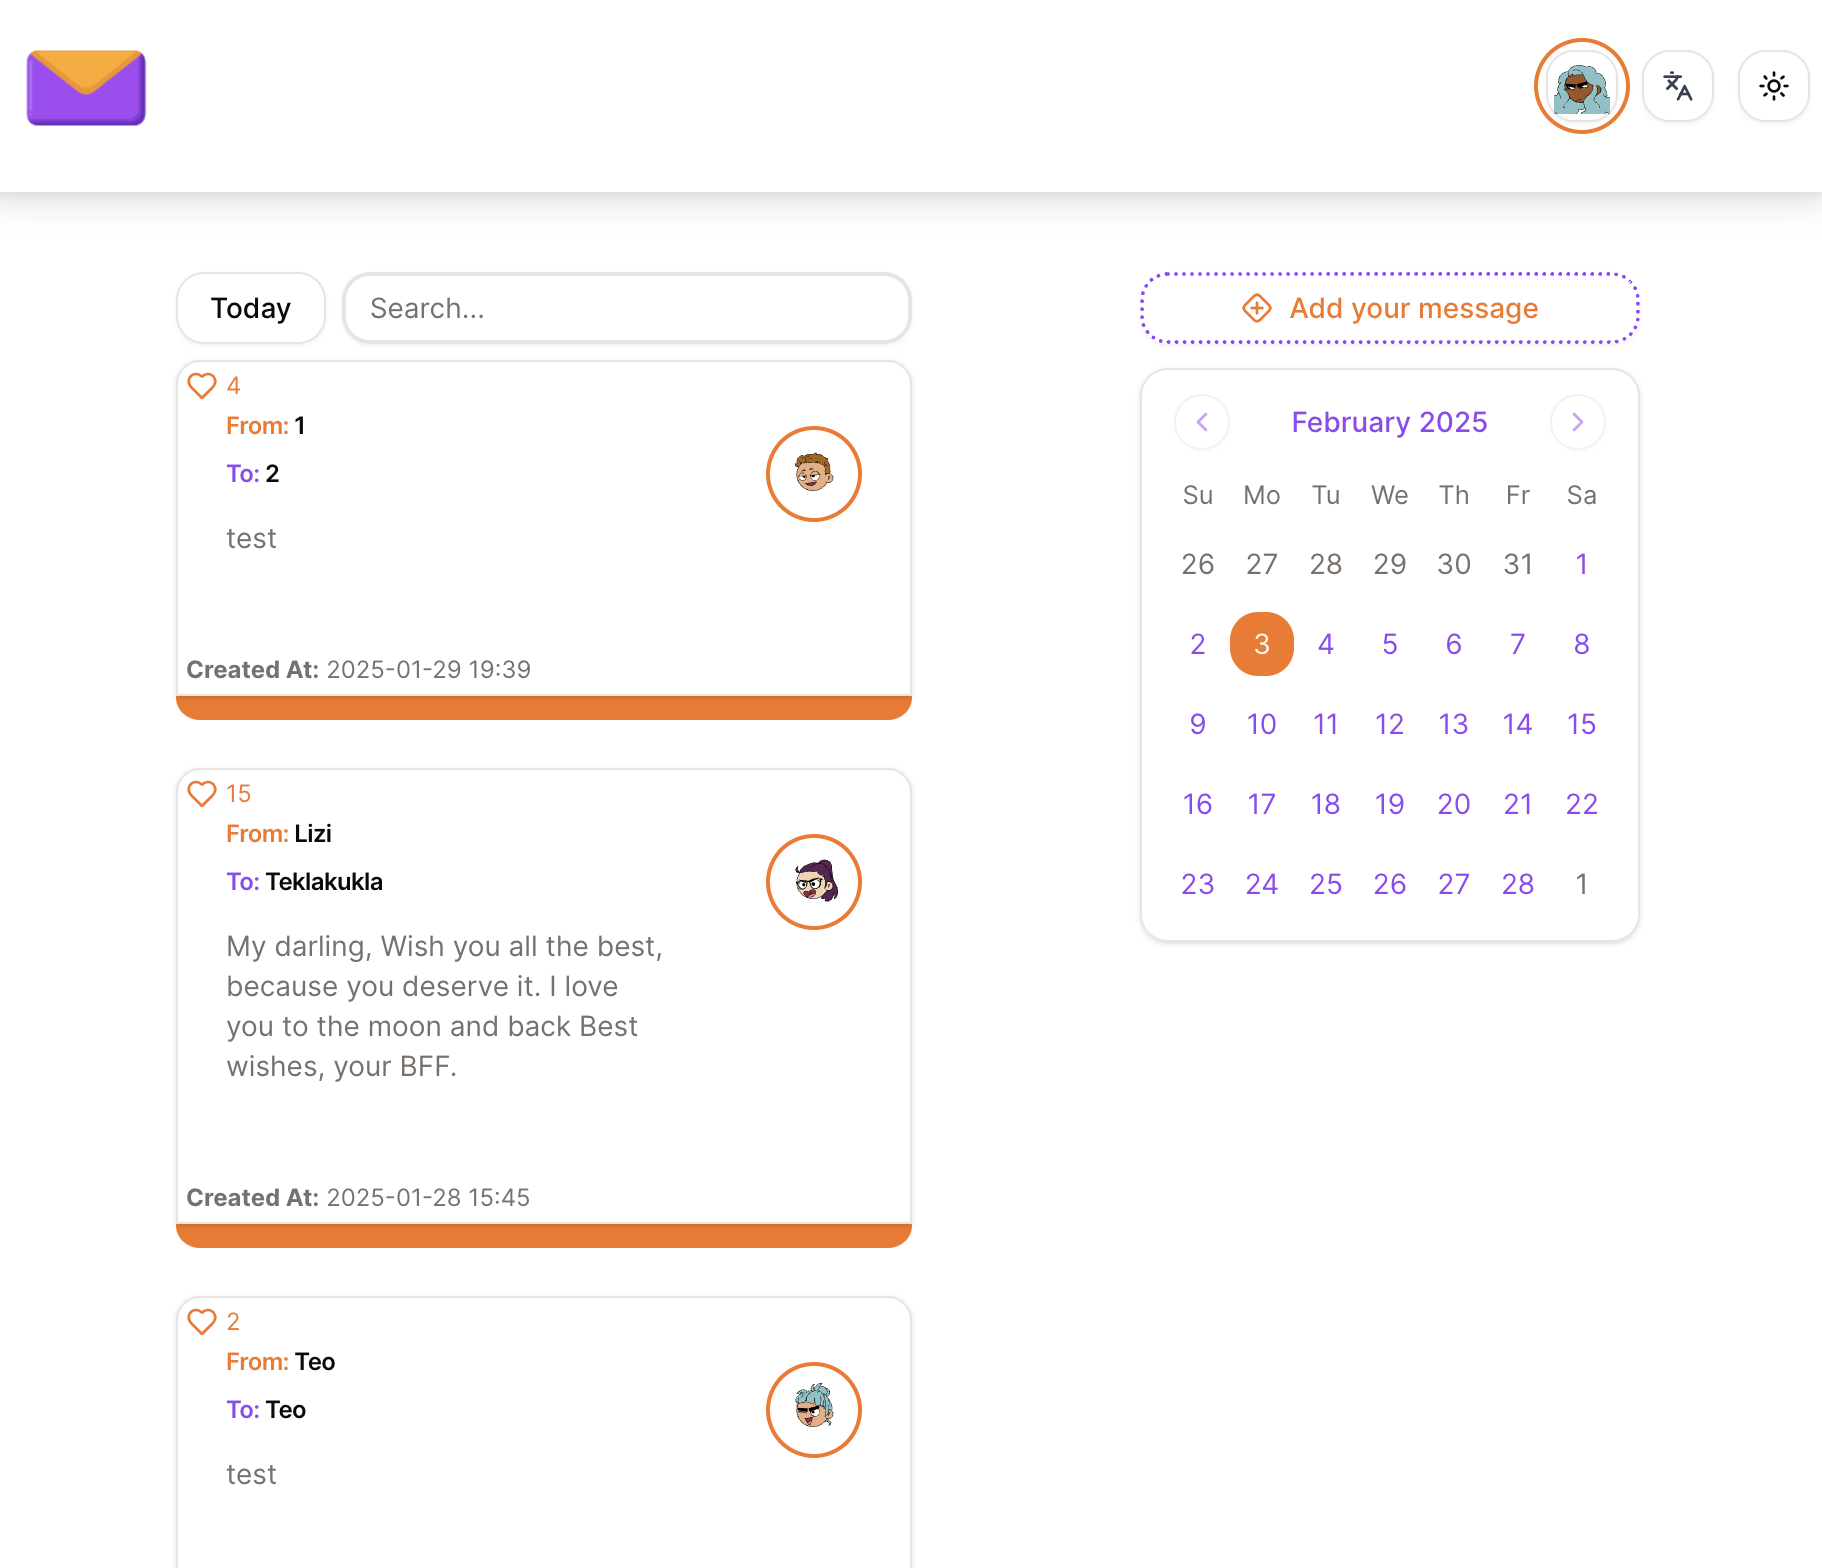 Today
Search...
4
From: 1
To: 2
test
Created At: 2025-01-29 19:39
15
From: Lizi
To: Teklakukla
My darling, Wish you all the best,
because you deserve it. I love
you to the moon and back Best
wishes, your BFF.
Created At: 2025-01-28 15:45
2
From: Teo
To: Teo
test
Add your message
February 2025
Su Mo Tu We Th Fr Sa
26 27 28 29 30 31 1
2 3 4 5 6 7 8
9 10 11 12 13 14 15
16 17 18 19 20 21 22
23 24 25 26 27 28 1